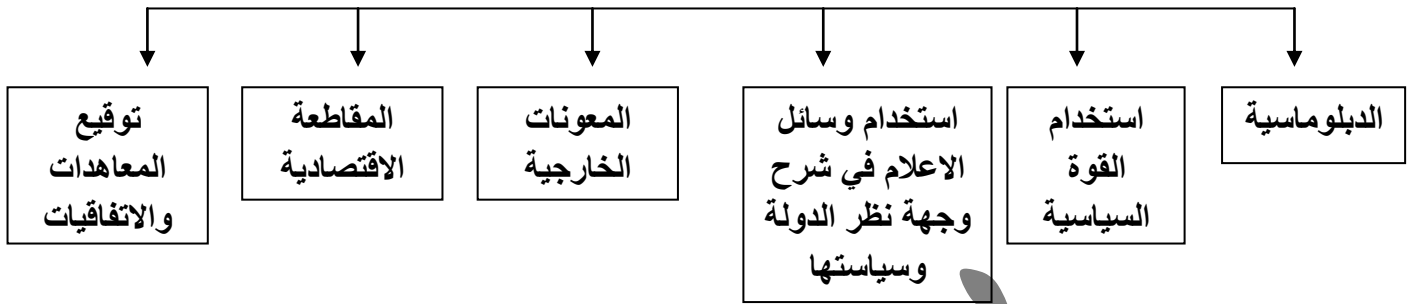 الدبلوماسية
استخدام
القوة
السياسية
استخدام وسائل
الاعلام في شرح
وجهة نظر الدولة
وسياستها
المعونات
الخارجية
المقاطعة
الاقتصادية
توقيع
المعاهدات
والاتفاقيات